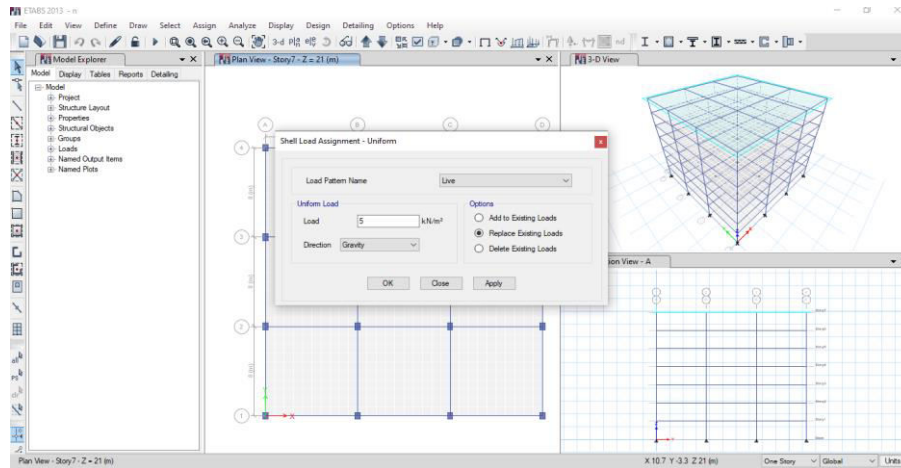 ETABS 2013 - n
File Edit View Define Draw Select Assign Analyze Display Design Detailing Options Help
Model Explorer
Plan View - Story7 - Z = 21 (m)
3-D View
Model Display Tables Reports Detailing
Model
Project
Structure Layout
Properties
Structural Objects
Groups
Loads
Named Output Items
Named Plots
A B C D
4
3
2
1
X
Shell Load Assignment - Uniform
Load Pattern Name Live
Uniform Load
Load 5 kN/m²
Direction Gravity
Options
Add to Existing Loads
Replace Existing Loads
Delete Existing Loads
OK Close Apply
ion View - A
Plan View - Story7 - Z = 21 (m)
X 10.7 Y -3.3 Z 21 (m)
One Story Global Units